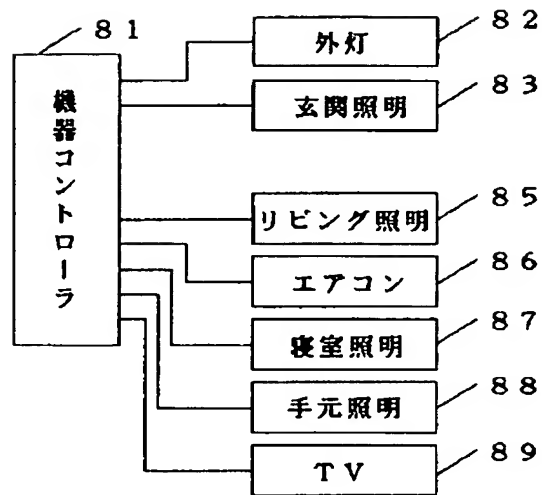 81
機器コントローラ
外灯
82
玄関照明
83
リビング照明
85
エアコン
86
寝室照明
87
手元照明
88
TV
89